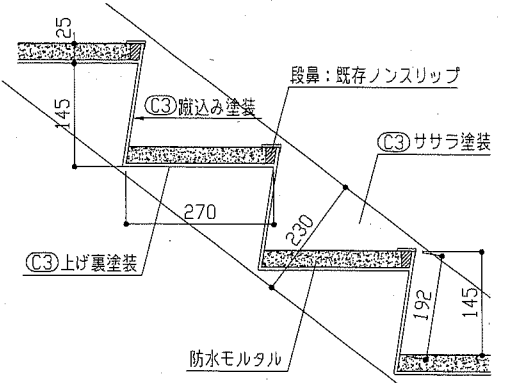 25
段鼻：既存ノンスリップ
145
C3 蹴込み塗装
C3 ササラ塗装
270
230
C3 上げ裏塗装
192
145
防水モルタル